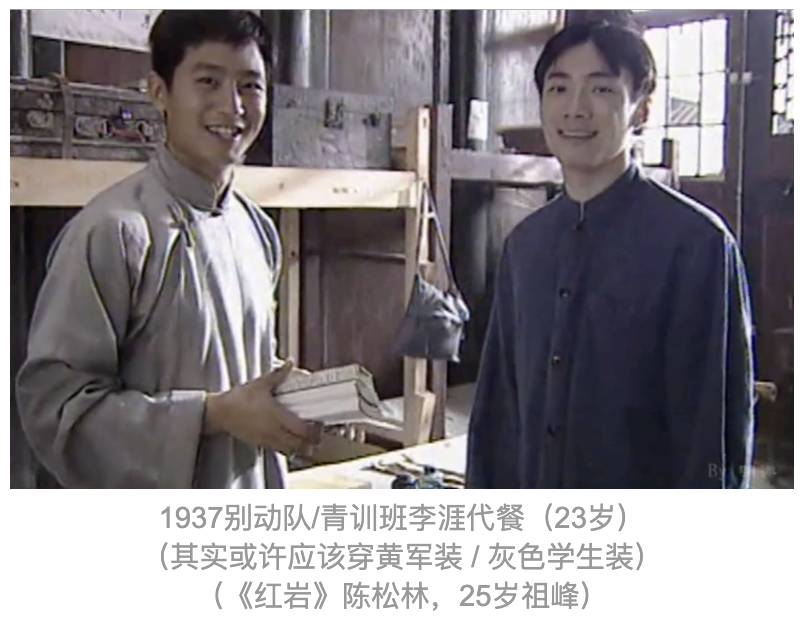 1937别动队/青训班李涯代餐（23岁）
（其实或许应该穿黄军装 / 灰色学生装）
（《红岩》陈松林，25岁祖峰）
By